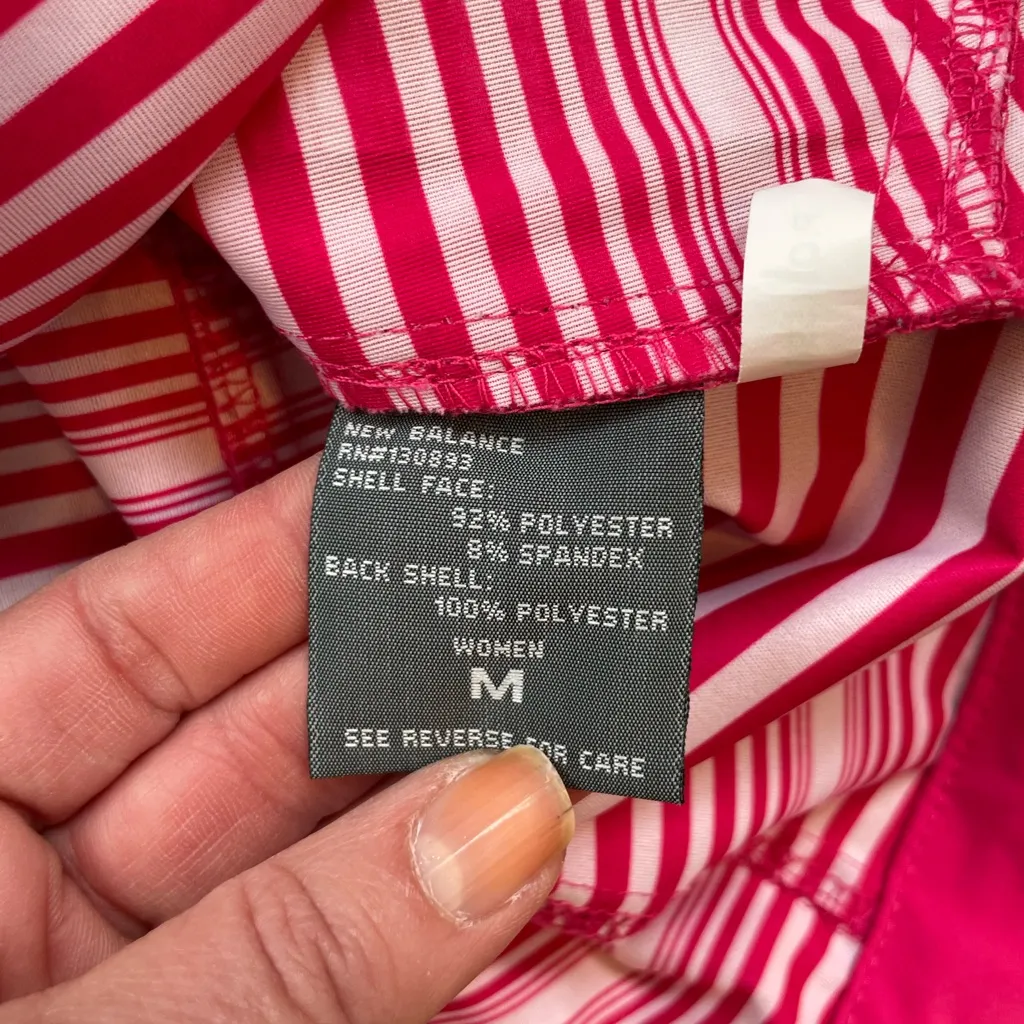 NEW BALANCE
RN#130893
SHELL FACE:
92% POLYESTER
8% SPANDEX
BACK SHELL:
100% POLYESTER
WOMEN
M
SEE REVERSE FOR CARE